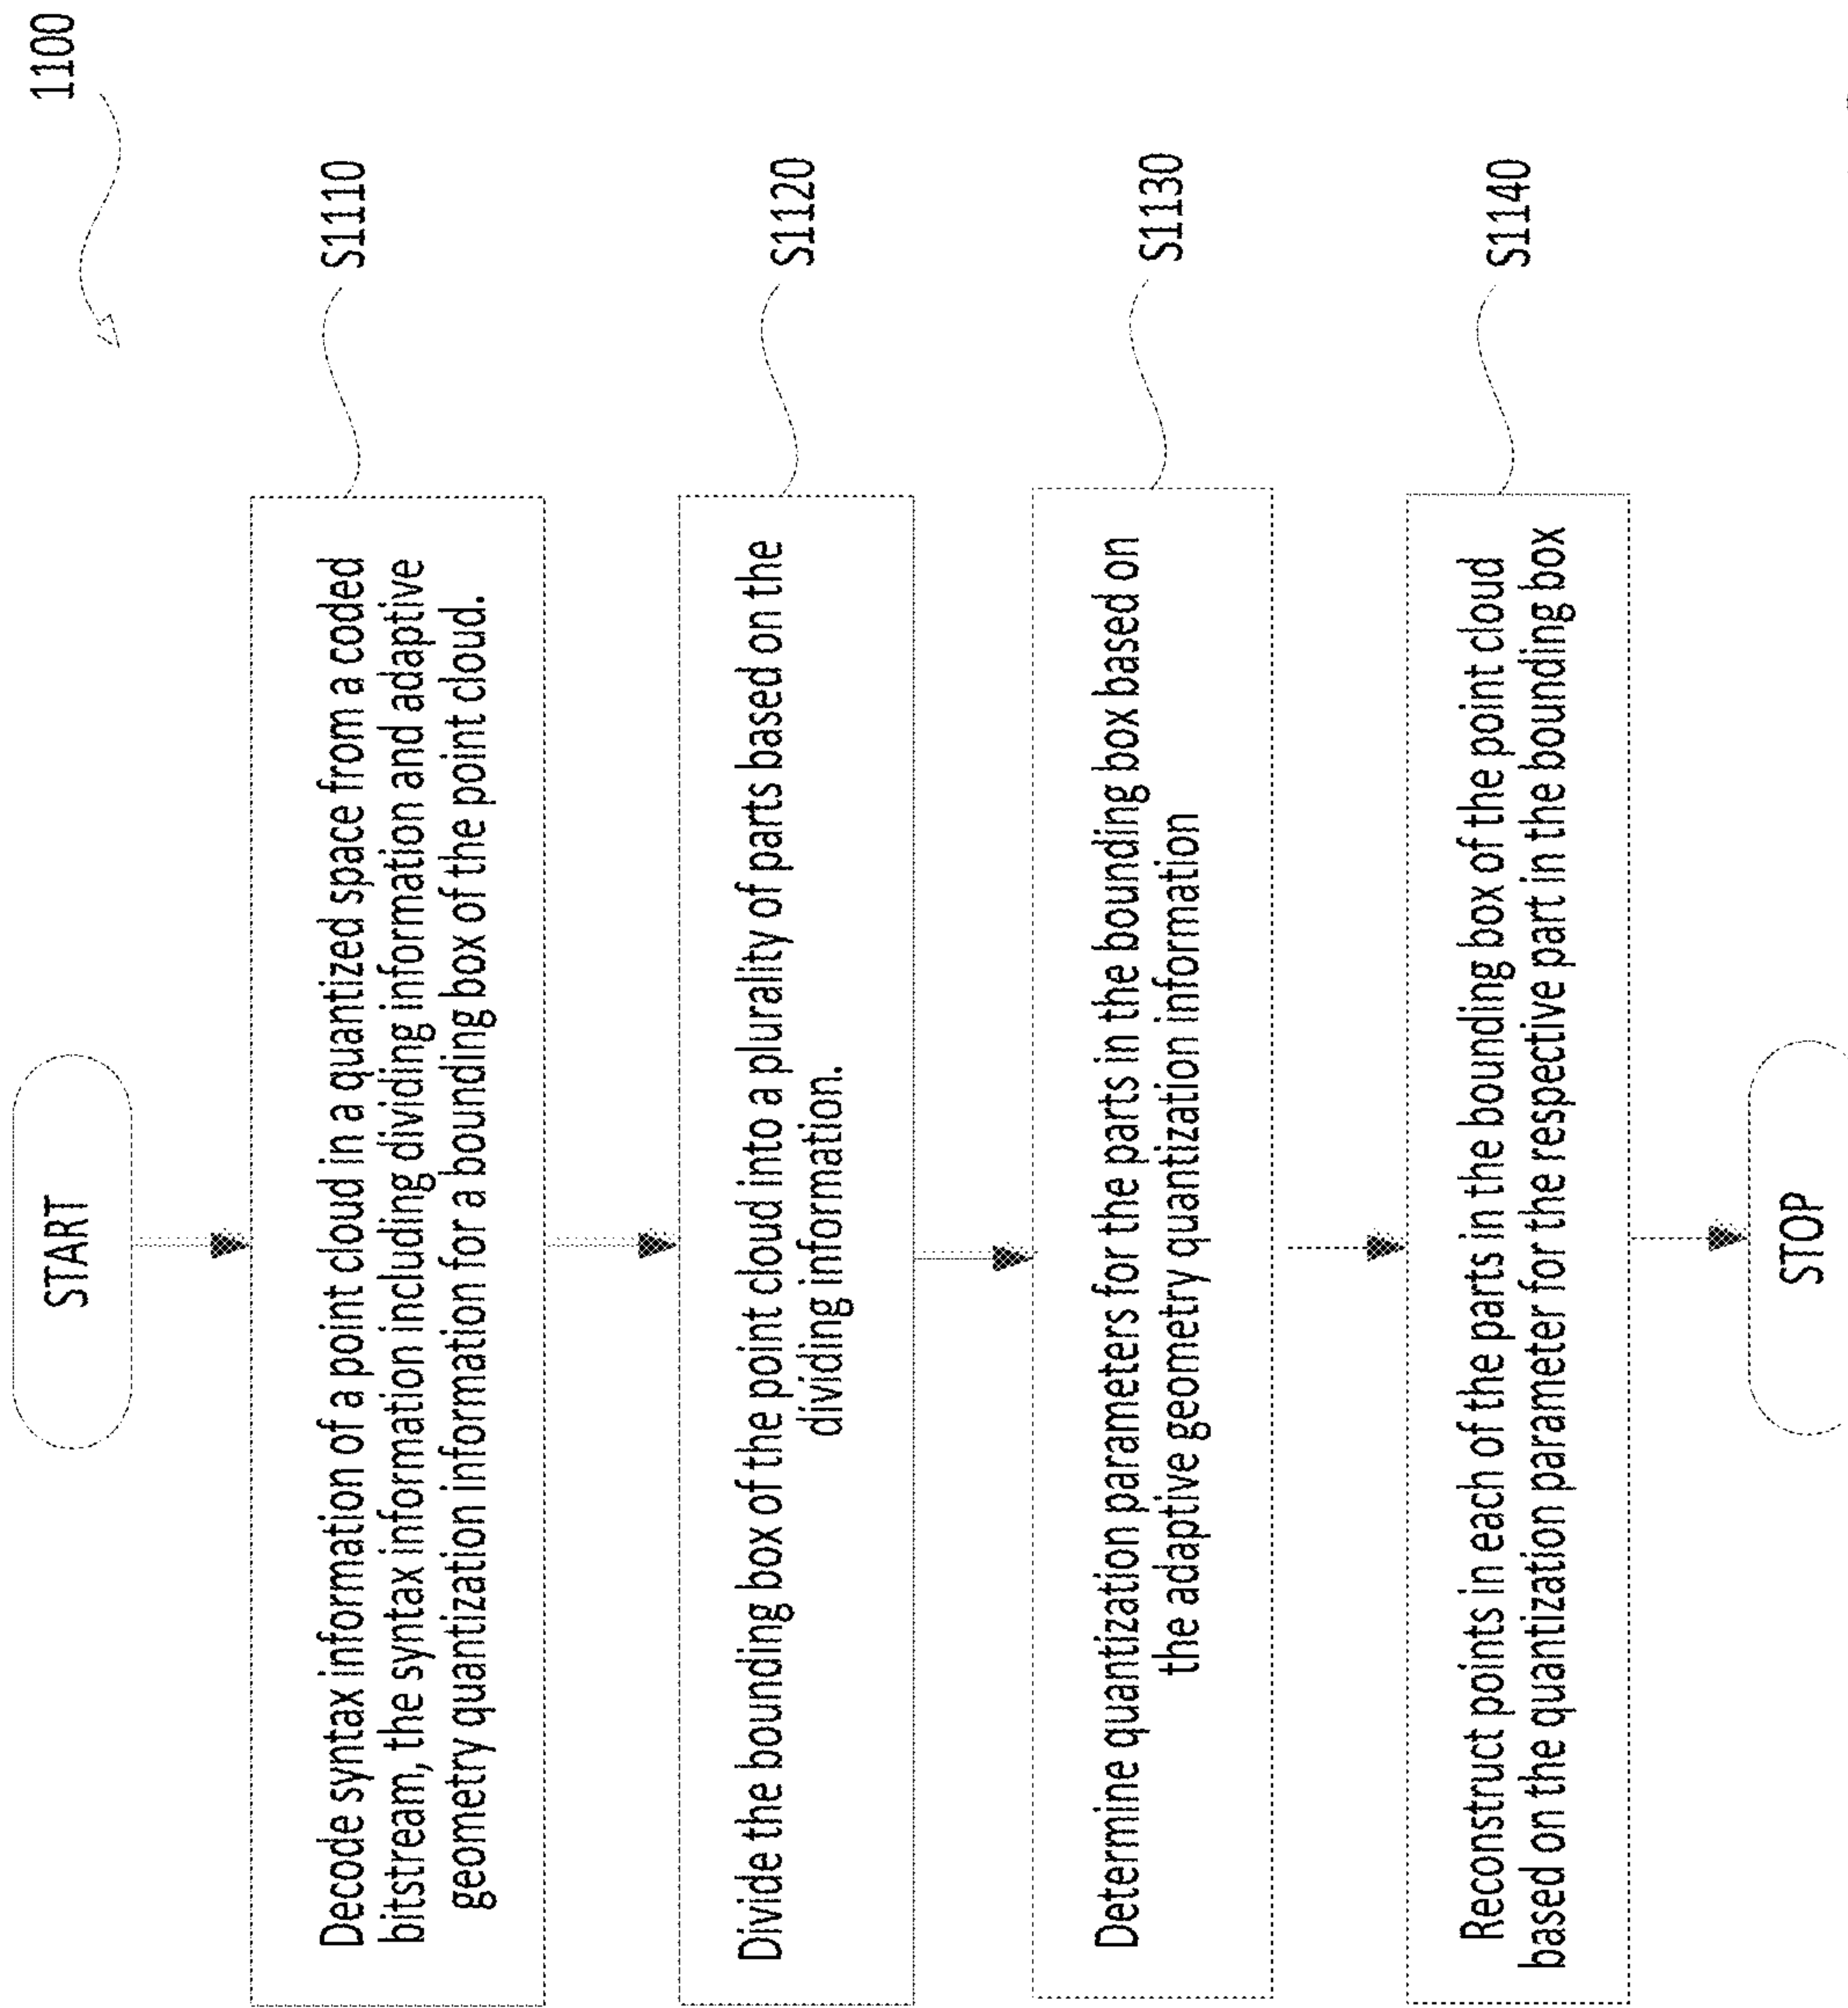 1100
START
Decode syntax information of a point cloud in a quantized space from a coded
bitstream, the syntax information including dividing information and adaptive
geometry quantization information for a bounding box of the point cloud.
S1110
Divide the bounding box of the point cloud into a plurality of parts based on the
dividing information.
S1120
Determine quantization parameters for the parts in the bounding box based on
the adaptive geometry quantization information
S1130
Reconstruct points in each of the parts in the bounding box of the point cloud
based on the quantization parameter for the respective part in the bounding box
S1140
STOP